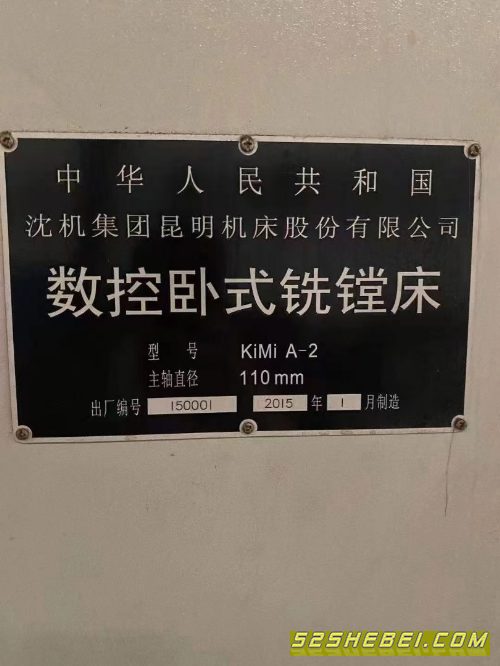 中华人民共和国
沈机集团昆明机床股份有限公司
数控卧式铣镗床
型号 KiMi A-2
主轴直径 110mm
出厂编号 150001 2015 年 1 月制造
52SHEBEI.COM